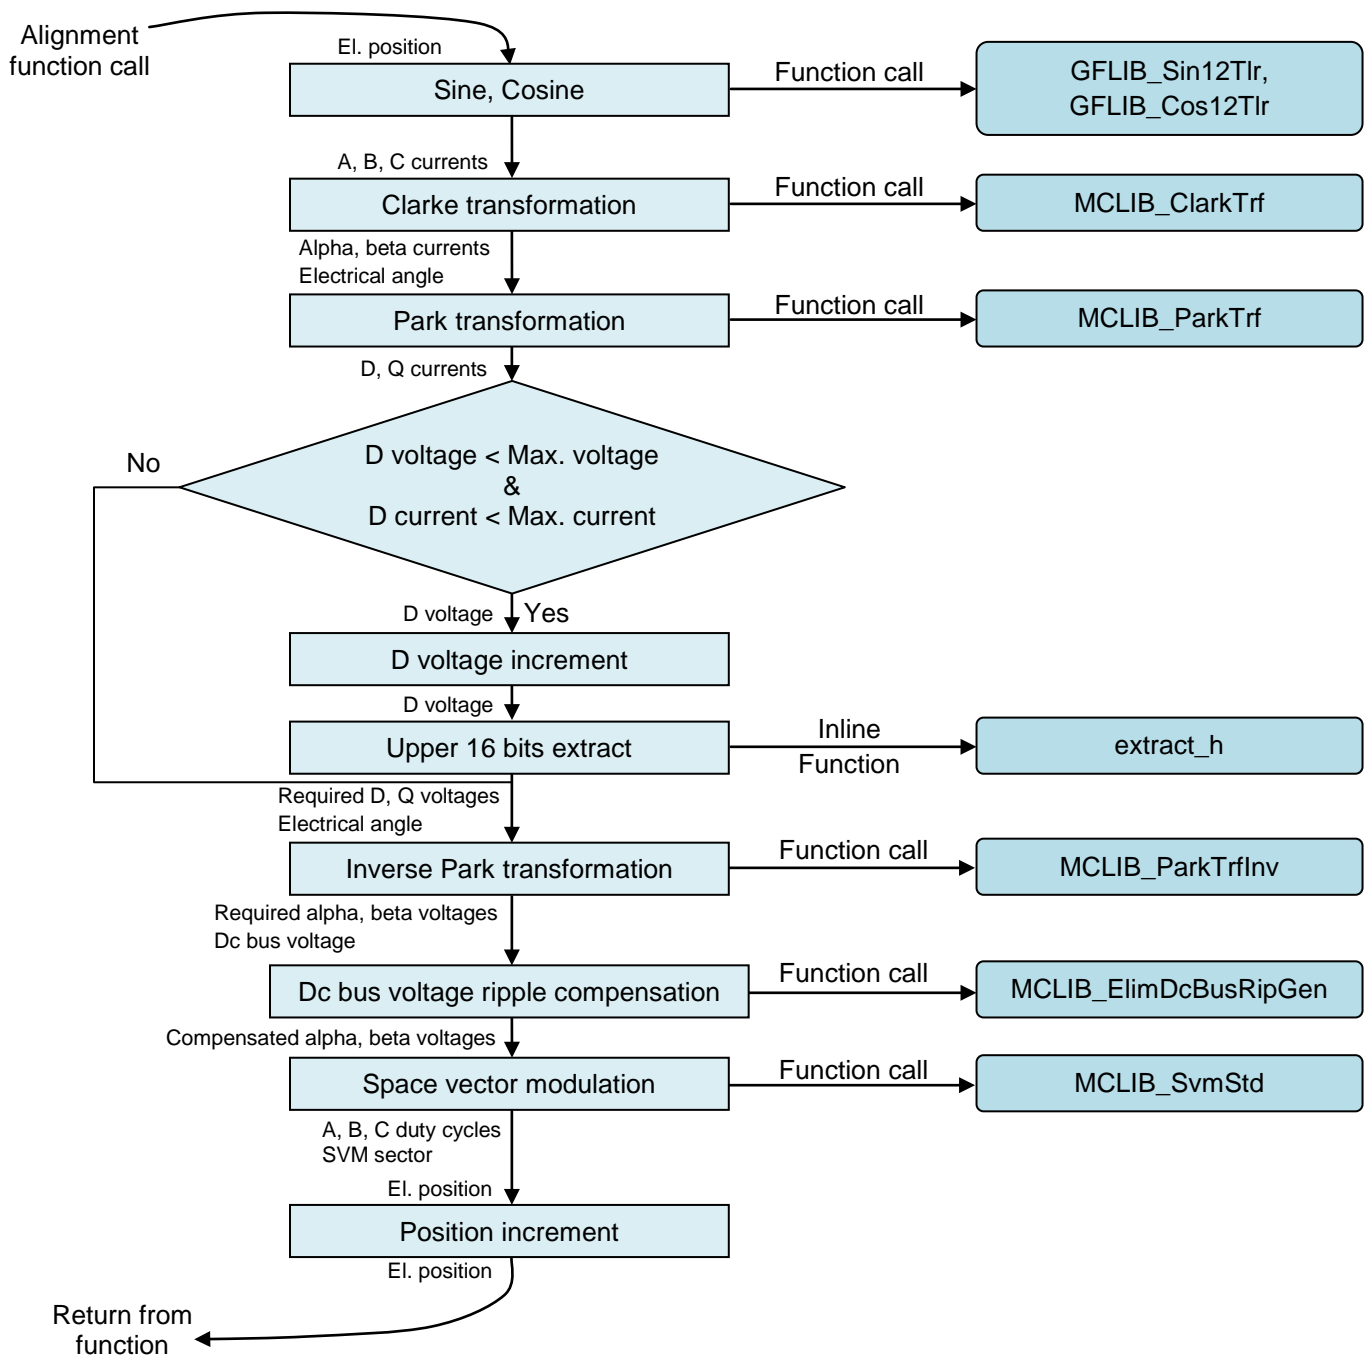 Alignment
function call
El. position
Sine, Cosine
Function call
GFLIB_Sin12Tlr,
GFLIB_Cos12Tlr
A, B, C currents
Clarke transformation
Function call
MCLIB_ClarkTrf
Alpha, beta currents
Electrical angle
Park transformation
Function call
MCLIB_ParkTrf
D, Q currents
No
D voltage < Max. voltage
&
D current < Max. current
D voltage
Yes
D voltage increment
D voltage
Upper 16 bits extract
Inline
Function
extract_h
Required D, Q voltages
Electrical angle
Inverse Park transformation
Function call
MCLIB_ParkTrfInv
Required alpha, beta voltages
Dc bus voltage
Dc bus voltage ripple compensation
Function call
MCLIB_ElimDcBusRipGen
Compensated alpha, beta voltages
Space vector modulation
Function call
MCLIB_SvmStd
A, B, C duty cycles
SVM sector
El. position
Position increment
El. position
Return from
function